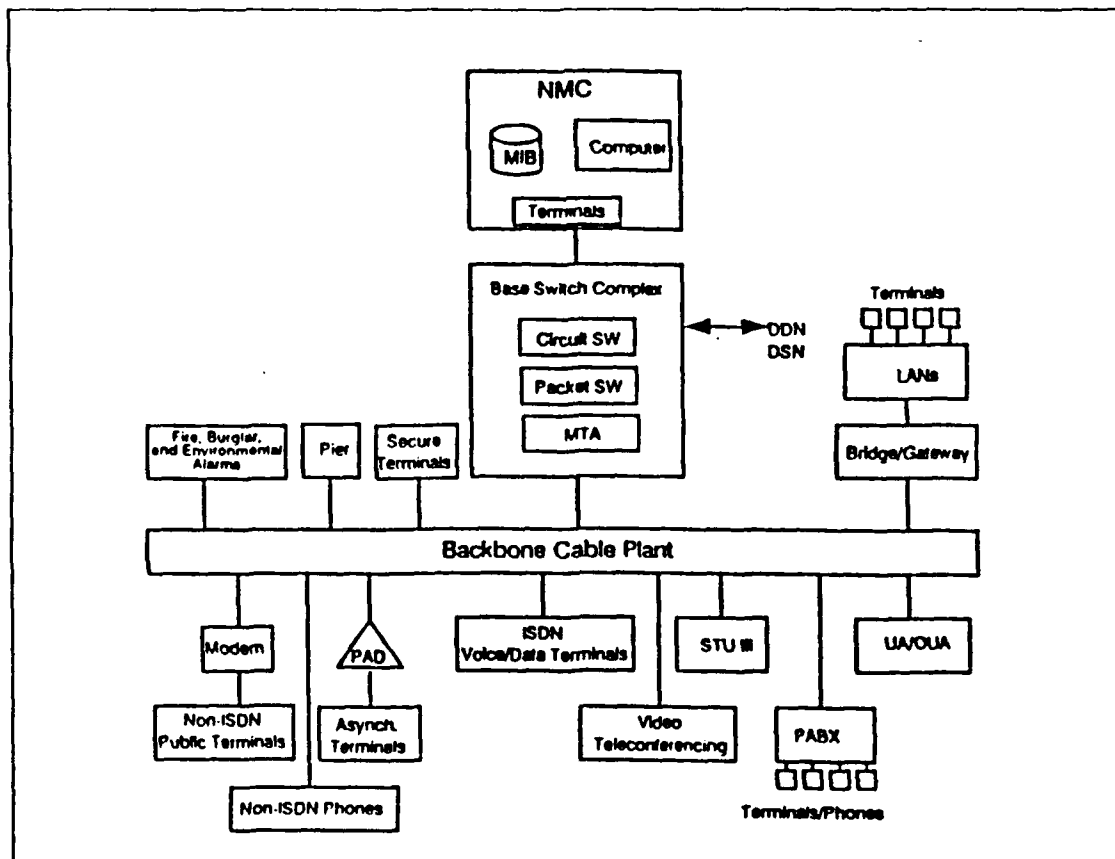 NMC
MIB
Computer
Terminals
Base Switch Complex
Circuit SW
Packet SW
MTA
DDN
DSN
Terminals
LANs
Bridge/Gateway
Fire, Burglar,
and Environmental
Alarms
Pier
Secure
Terminals
Backbone Cable Plant
Modem
Non-ISDN
Public Terminals
PAD
Asynch.
Terminals
Non-ISDN Phones
ISDN
Voice/Data Terminals
Video
Teleconferencing
STU III
PABX
Terminals/Phones
UA/OUA